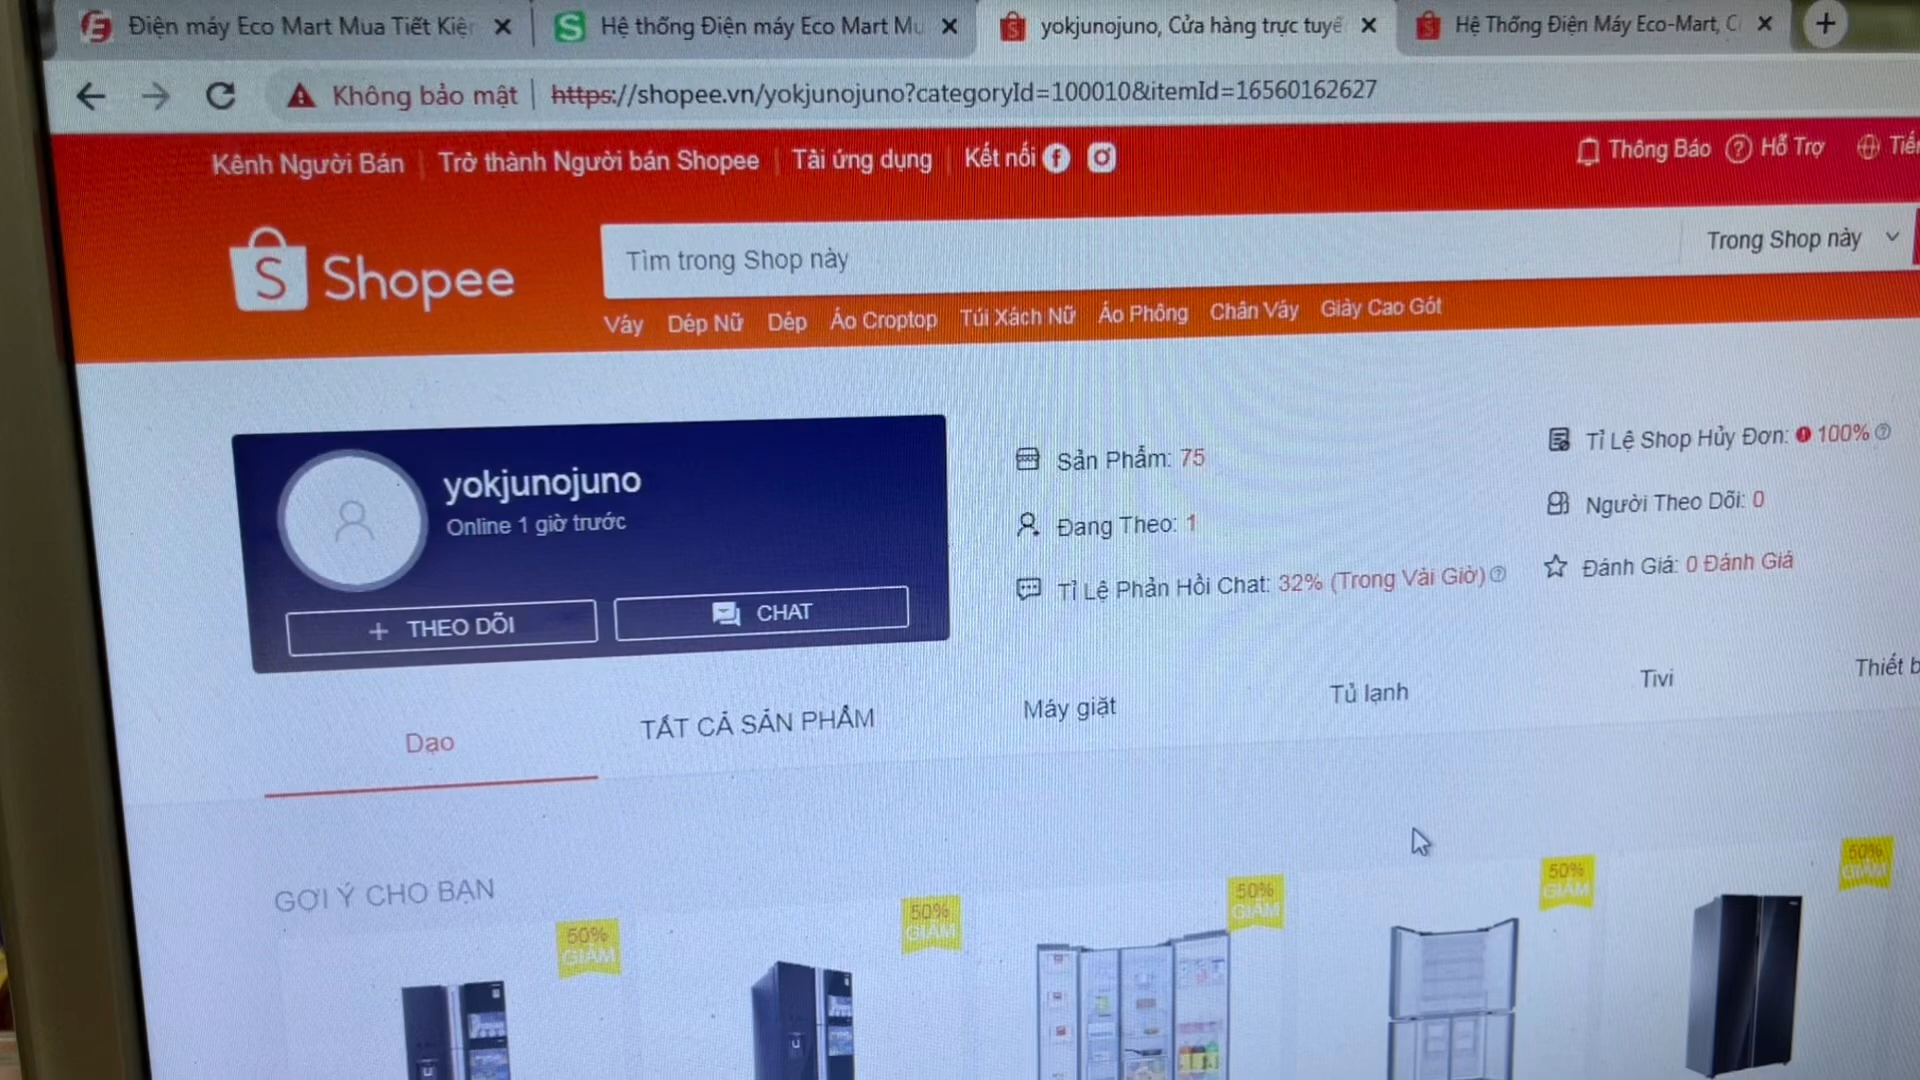 Điện máy Eco Mart Mua Tiết Kiệ
Hệ thống Điện máy Eco Mart Mu
yokjunojuno, Cửa hàng trực tuyế
Hệ Thống Điện Máy Eco-Mart, C
Không bảo mật
https://shopee.vn/yokjunojuno?categoryId=100010&itemId=16560162627
Kênh Người Bán
Trở thành Người bán Shopee
Tải ứng dụng
Kết nối
Thông Báo
Hỗ Trợ
Tiến
Shopee
Tìm trong Shop này
Trong Shop này
Váy Dép Nữ Dép Áo Croptop Túi Xách Nữ Áo Phông Chân Váy Giày Cao Gót
yokjunojuno
Online 1 giờ trước
+ THEO DÕI
CHAT
Sản Phẩm: 75
Đang Theo: 1
Tỉ Lệ Phản Hồi Chat: 32% (Trong Vài Giờ)
Tỉ Lệ Shop Hủy Đơn: 100%
Người Theo Dõi: 0
Đánh Giá: 0 Đánh Giá
Dạo
TẤT CẢ SẢN PHẨM
Máy giặt
Tủ lạnh
Tivi
Thiết b
GỢI Ý CHO BẠN
50%
GIẢM
50%
GIẢM
50%
GIẢM
50%
GIẢM
50%
GIẢM